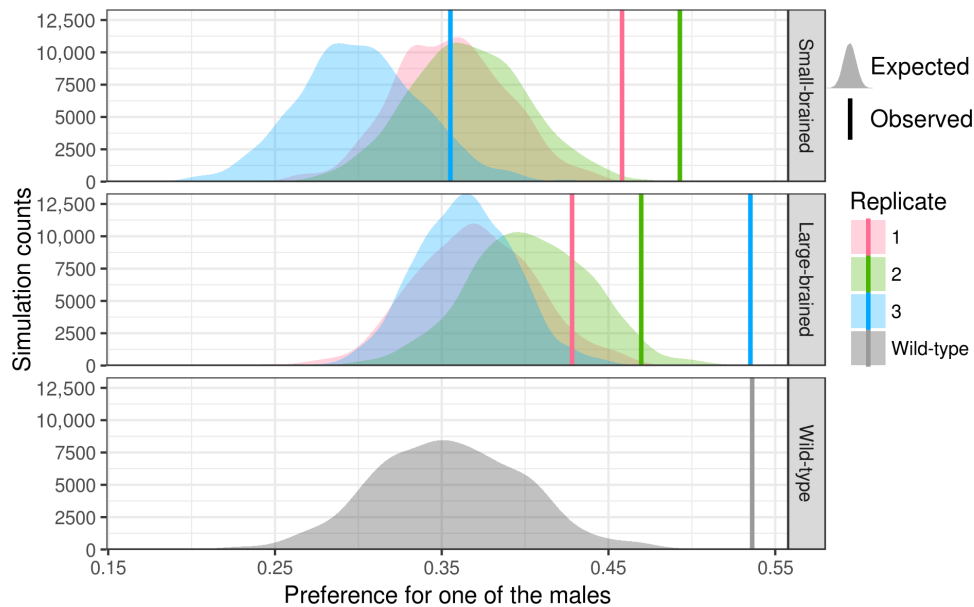 12,500
10,000
7500
5000
2500
0
Small-brained
12,500
10,000
7500
5000
2500
0
Large-brained
12,500
10,000
7500
5000
2500
0
Wild-type
0.15
0.25
0.35
0.45
0.55
Simulation counts
Preference for one of the males
Expected
Observed
Replicate
1
2
3
Wild-type